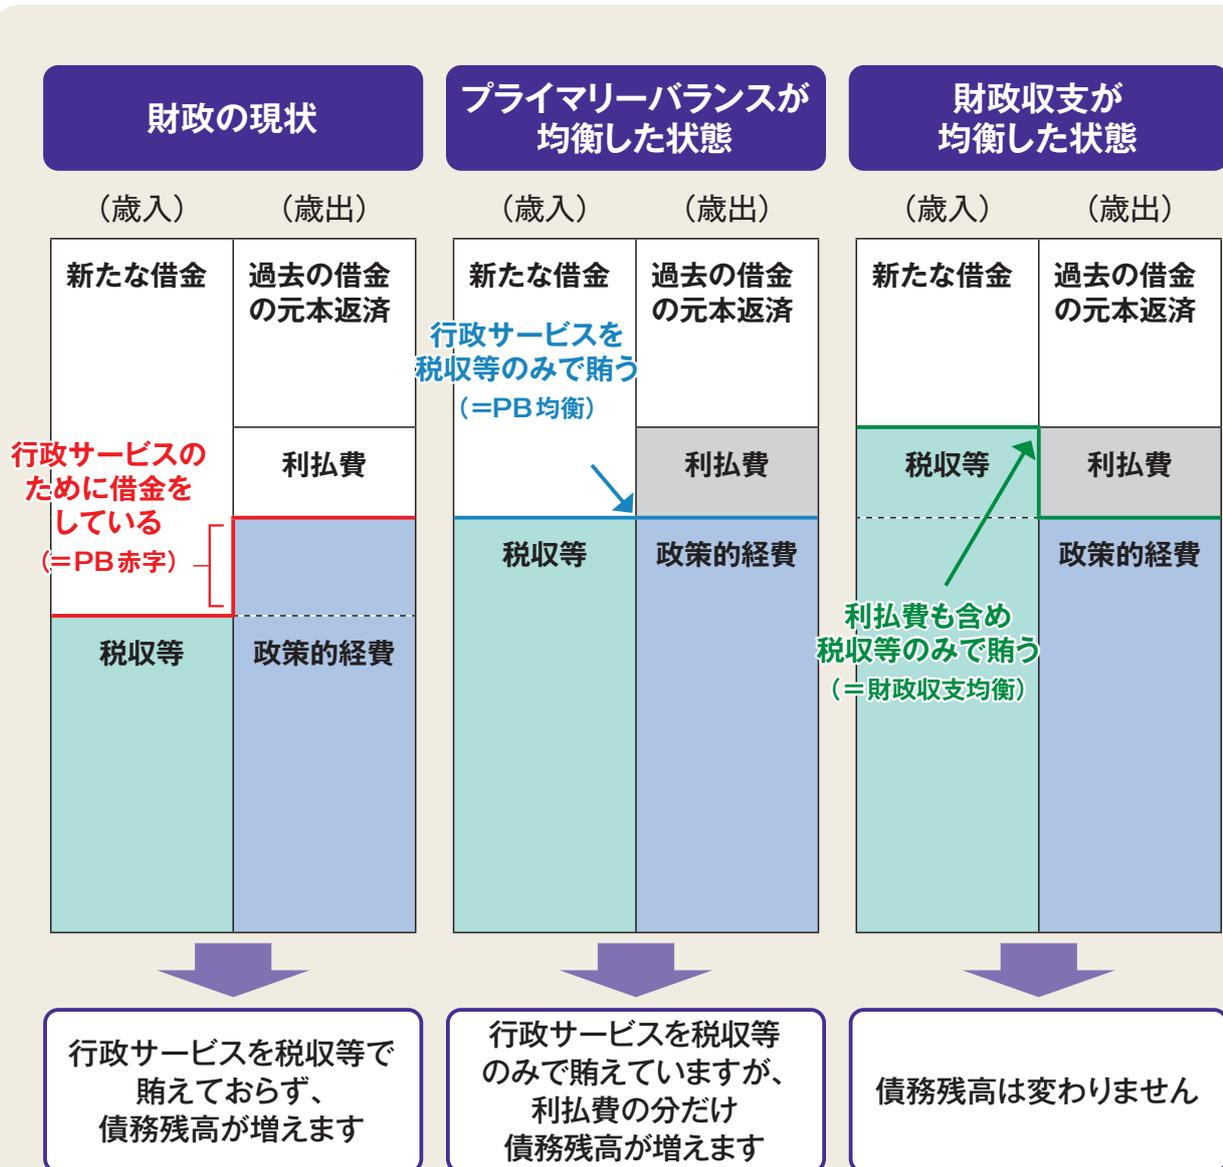 財政の現状
（歳入）
（歳出）
新たな借金
過去の借金
の元本返済
行政サービスの
ために借金を
している
（＝PB赤字）
利払費
税収等
政策的経費
行政サービスを税収等で
賄えておらず、
債務残高が増えます
プライマリーバランスが
均衡した状態
（歳入）
（歳出）
新たな借金
過去の借金
の元本返済
行政サービスを
税収等のみで賄う
（＝PB均衡）
利払費
税収等
政策的経費
行政サービスを税収等
のみで賄えていますが、
利払費の分だけ
債務残高が増えます
財政収支が
均衡した状態
（歳入）
（歳出）
新たな借金
過去の借金
の元本返済
税収等
利払費
政策的経費
利払費も含め
税収等のみで賄う
（＝財政収支均衡）
債務残高は変わりません